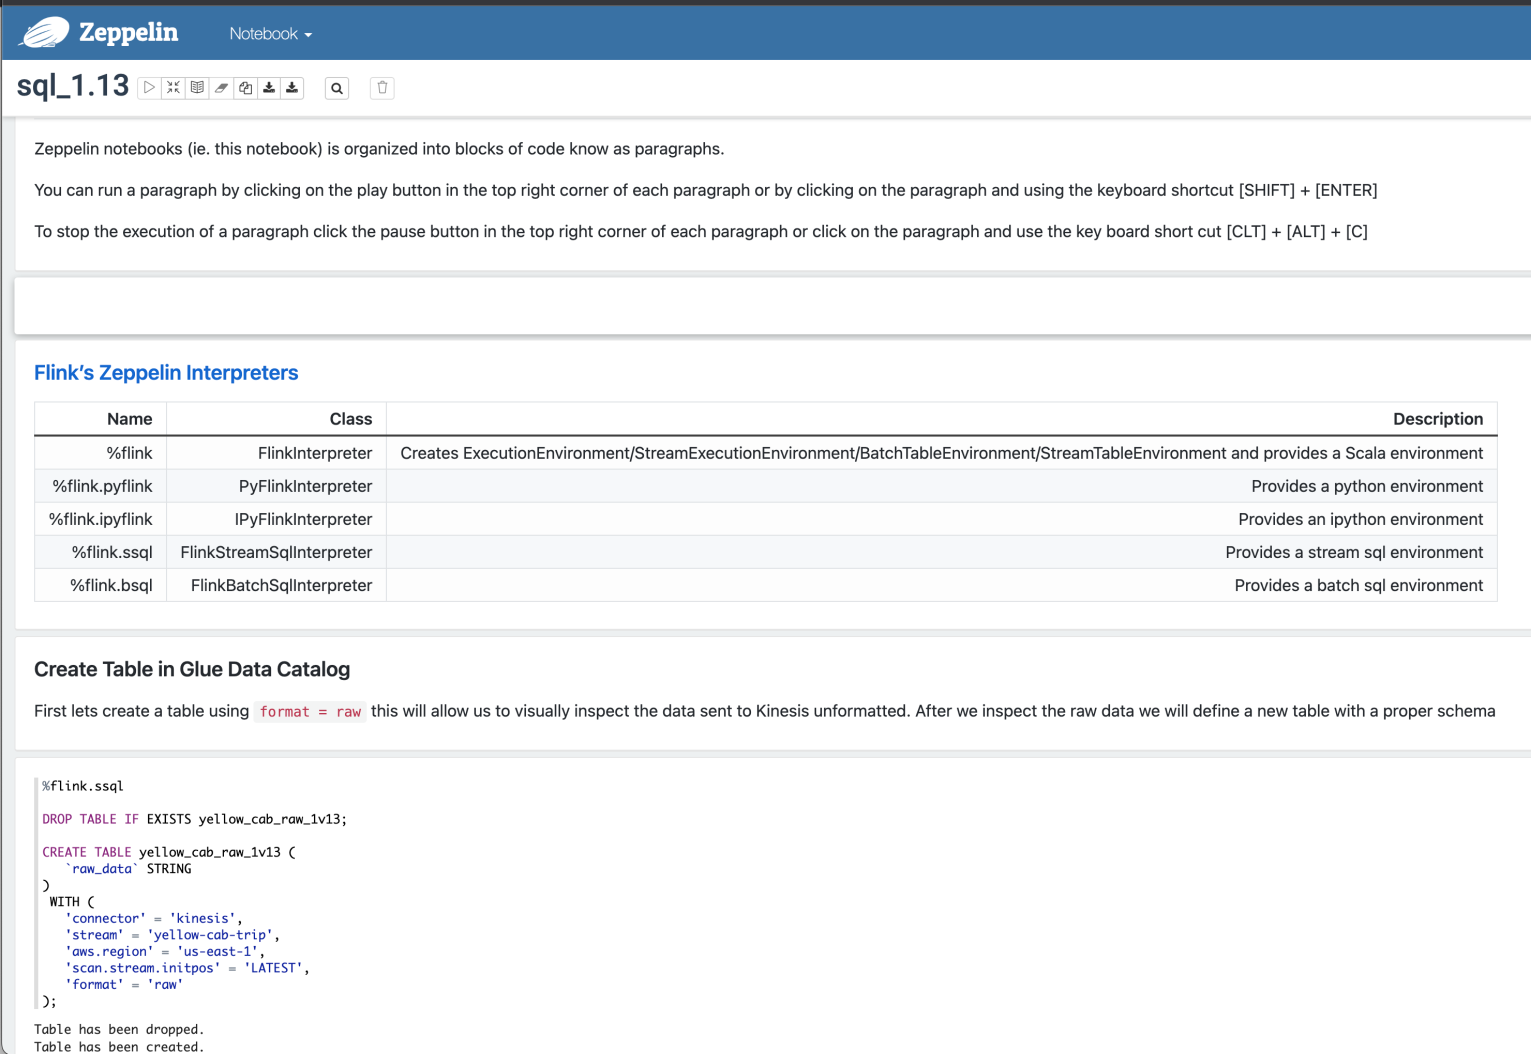 Zeppelin
Notebook
sql_1.13
Zeppelin notebooks (ie. this notebook) is organized into blocks of code know as paragraphs.
You can run a paragraph by clicking on the play button in the top right corner of each paragraph or by clicking on the paragraph and using the keyboard shortcut [SHIFT] + [ENTER]
To stop the execution of a paragraph click the pause button in the top right corner of each paragraph or click on the paragraph and use the key board short cut [CLT] + [ALT] + [C]
Flink’s Zeppelin Interpreters
Name Class Description
%flink FlinkInterpreter Creates ExecutionEnvironment/StreamExecutionEnvironment/BatchTableEnvironment/StreamTableEnvironment and provides a Scala environment
%flink.pyflink PyFlinkInterpreter Provides a python environment
%flink.ipyflink IPyFlinkInterpreter Provides an ipython environment
%flink.ssql FlinkStreamSqlInterpreter Provides a stream sql environment
%flink.bsql FlinkBatchSqlInterpreter Provides a batch sql environment
Create Table in Glue Data Catalog
First lets create a table using format = raw this will allow us to visually inspect the data sent to Kinesis unformatted. After we inspect the raw data we will define a new table with a proper schema
%flink.ssql
DROP TABLE IF EXISTS yellow_cab_raw_1v13;
CREATE TABLE yellow_cab_raw_1v13 (
`raw_data` STRING
)
WITH (
'connector' = 'kinesis',
'stream' = 'yellow-cab-trip',
'aws.region' = 'us-east-1',
'scan.stream.initpos' = 'LATEST',
'format' = 'raw'
);
Table has been dropped.
Table has been created.